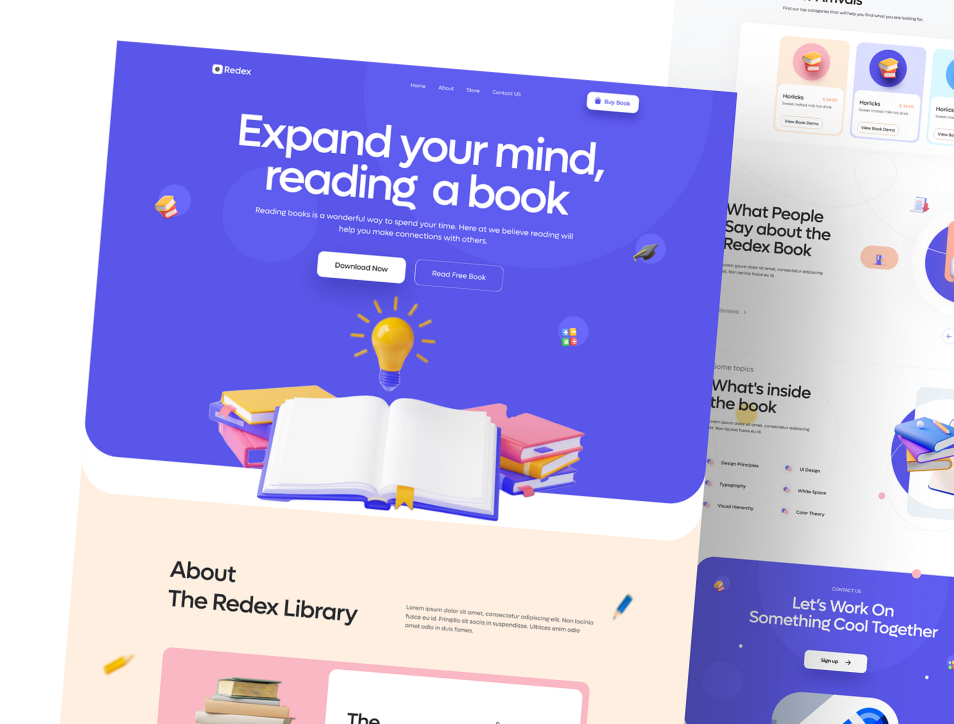 Redex
Home
About
Store
Contact US
Buy Book
Expand your mind,
reading a book
Reading books is a wonderful way to spend your time. Here at we believe reading will
help you make connections with others.
Download Now
Read Free Book
About
The Redex Library
Lorem ipsum dolor sit amet, consectetur adipiscing elit. Non lacinia
fusce eu id. Fringilla sit sociis in suspendisse. Ultrices enim odio
amet odio in duis fames.
The
Find our top categories that will help you find what you are looking for.
Horlicks
Sweet malted milk hot drink
View Book Demo
Horlicks
Sweet malted milk hot drink
View Book Demo
What People
Say about the
Redex Book
Lorem ipsum dolor sit amet, consectetur adipiscing
elit. Non lacinia fusce eu id.
Some topics
What's inside
the book
Lorem ipsum dolor sit amet, consectetur adipiscing
elit. Non lacinia fusce eu id.
Design Principles
UI Design
Typography
White Space
Visual Hierarchy
Color Theory
CONTACT US
Let's Work On
Something Cool Together
Sign up